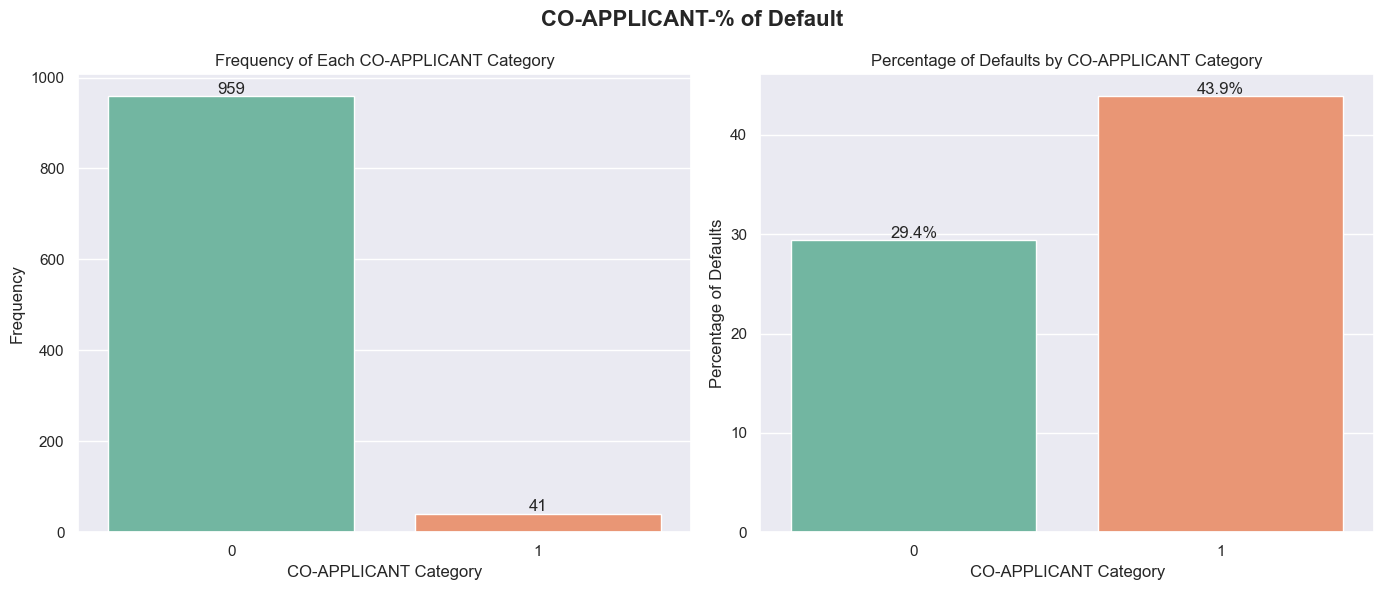 CO-APPLICANT-% of Default
Frequency of Each CO-APPLICANT Category
1000
800
600
400
200
0
Frequency
959
41
0
1
CO-APPLICANT Category
Percentage of Defaults by CO-APPLICANT Category
40
30
20
10
0
Percentage of Defaults
29.4%
43.9%
0
1
CO-APPLICANT Category